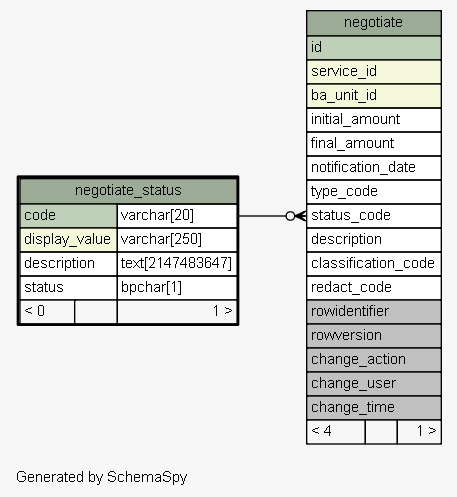 negotiate
id
service_id
ba_unit_id
initial_amount
final_amount
notification_date
type_code
status_code
description
classification_code
redact_code
rowidentifier
rowversion
change_action
change_user
change_time
< 4 1 >
negotiate_status
code varchar[20]
display_value varchar[250]
description text[2147483647]
status bpchar[1]
< 0 1 >
Generated by SchemaSpy